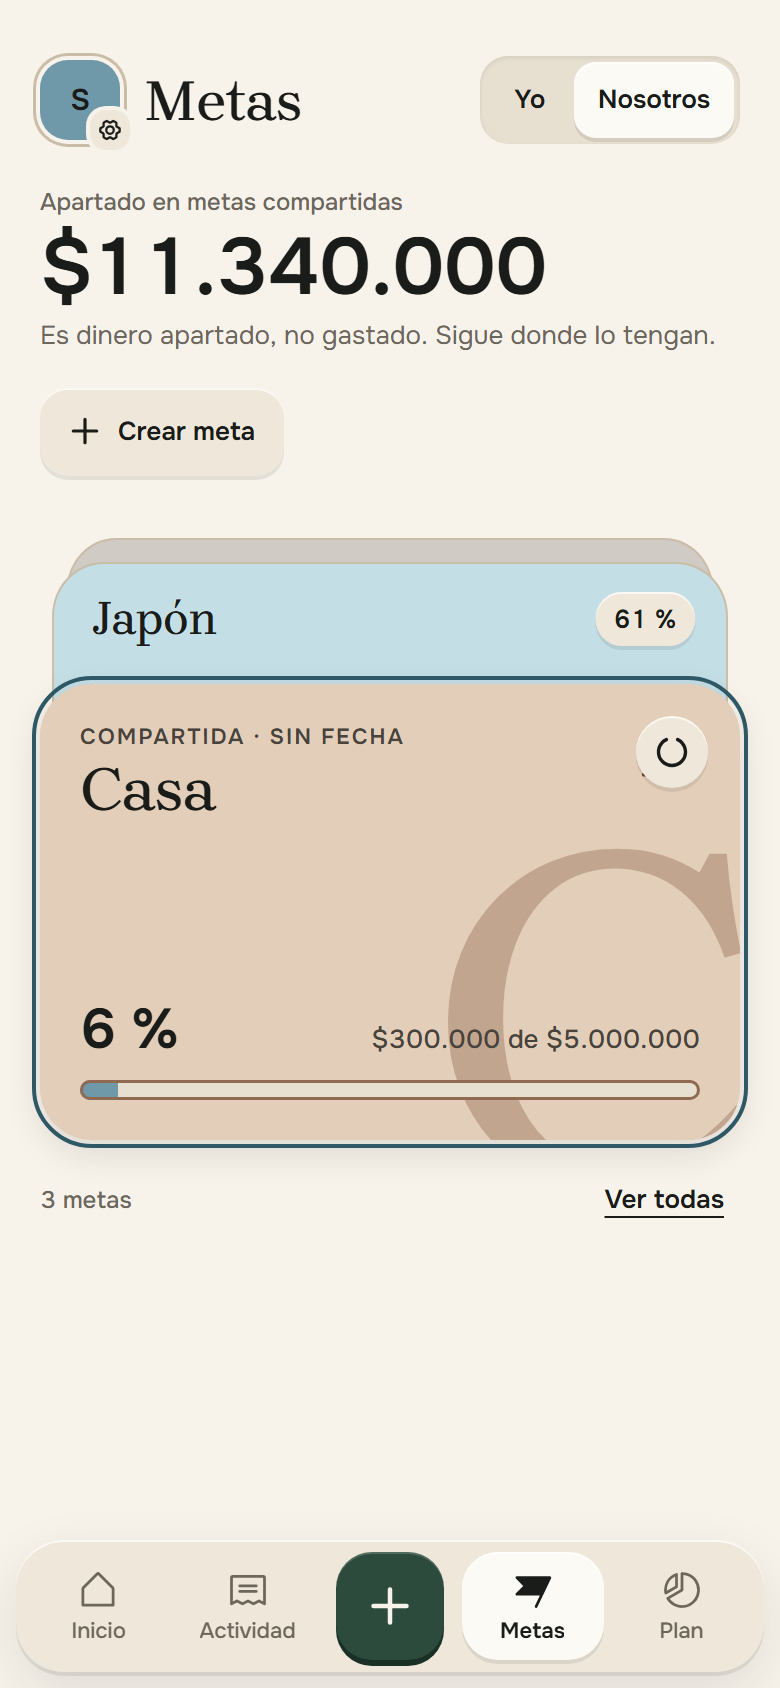 S
Metas
Yo
Nosotros
Apartado en metas compartidas
$11.340.000
Es dinero apartado, no gastado. Sigue donde lo tengan.
Crear meta
Japón
61 %
COMPARTIDA · SIN FECHA
Casa
C
6 %
$300.000 de $5.000.000
3 metas
Ver todas
Inicio
Actividad
Metas
Plan